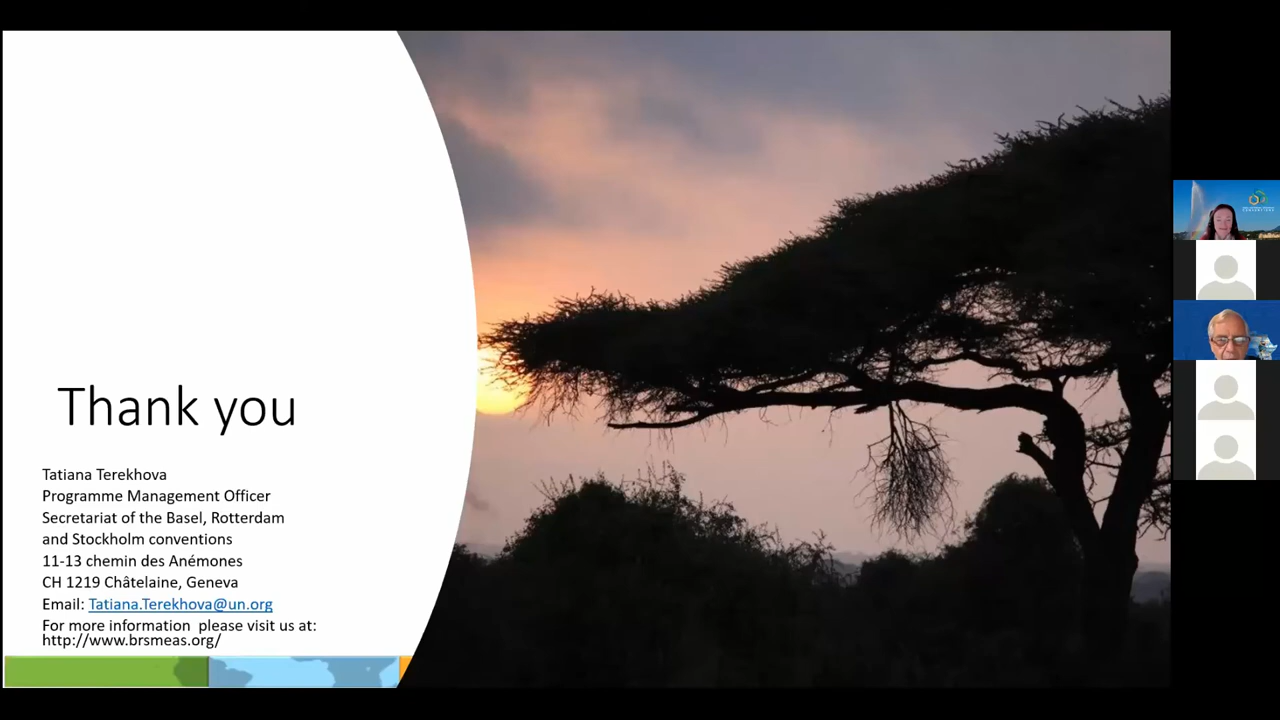 Thank you
Tatiana Terekhova
Programme Management Officer
Secretariat of the Basel, Rotterdam
and Stockholm conventions
11-13 chemin des Anémones
CH 1219 Châtelaine, Geneva
Email: Tatiana.Terekhova@un.org
For more information  please visit us at:
http://www.brsmeas.org/